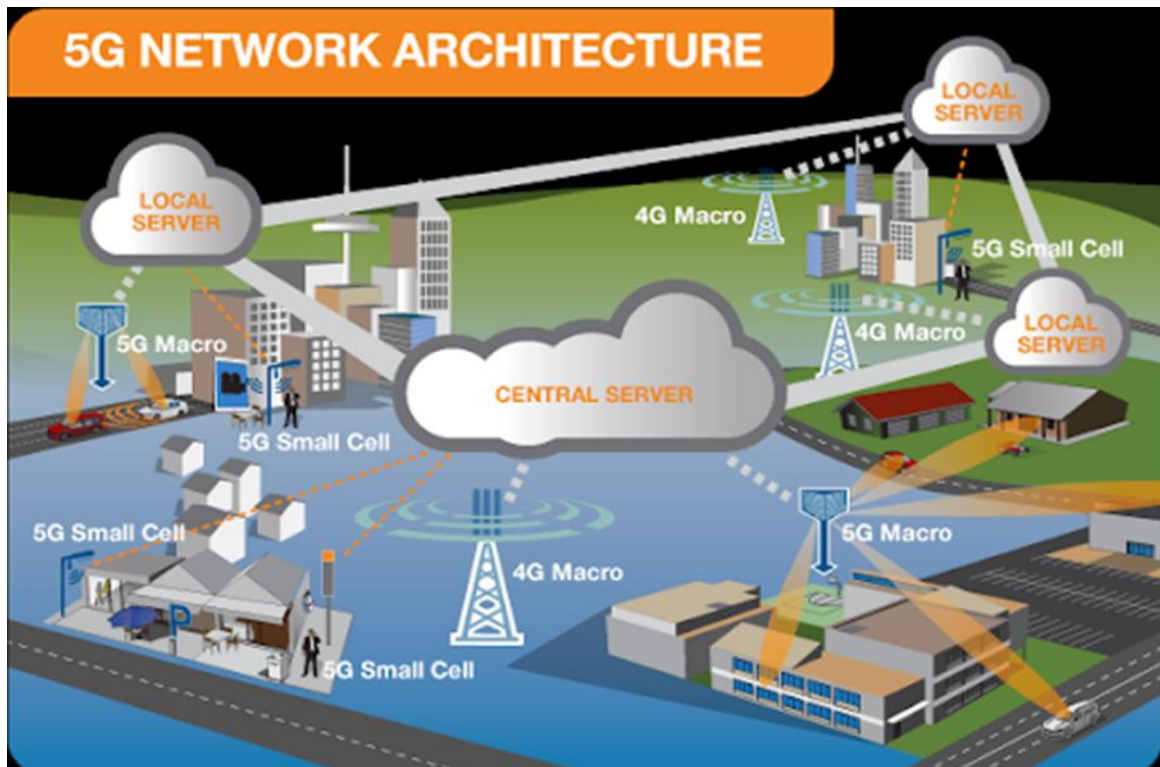 5G NETWORK ARCHITECTURE
LOCAL
SERVER
LOCAL
SERVER
4G Macro
5G Small Cell
LOCAL
SERVER
4G Macro
5G Macro
CENTRAL SERVER
5G Small Cell
5G Small Cell
4G Macro
5G Macro
P
5G Small Cell